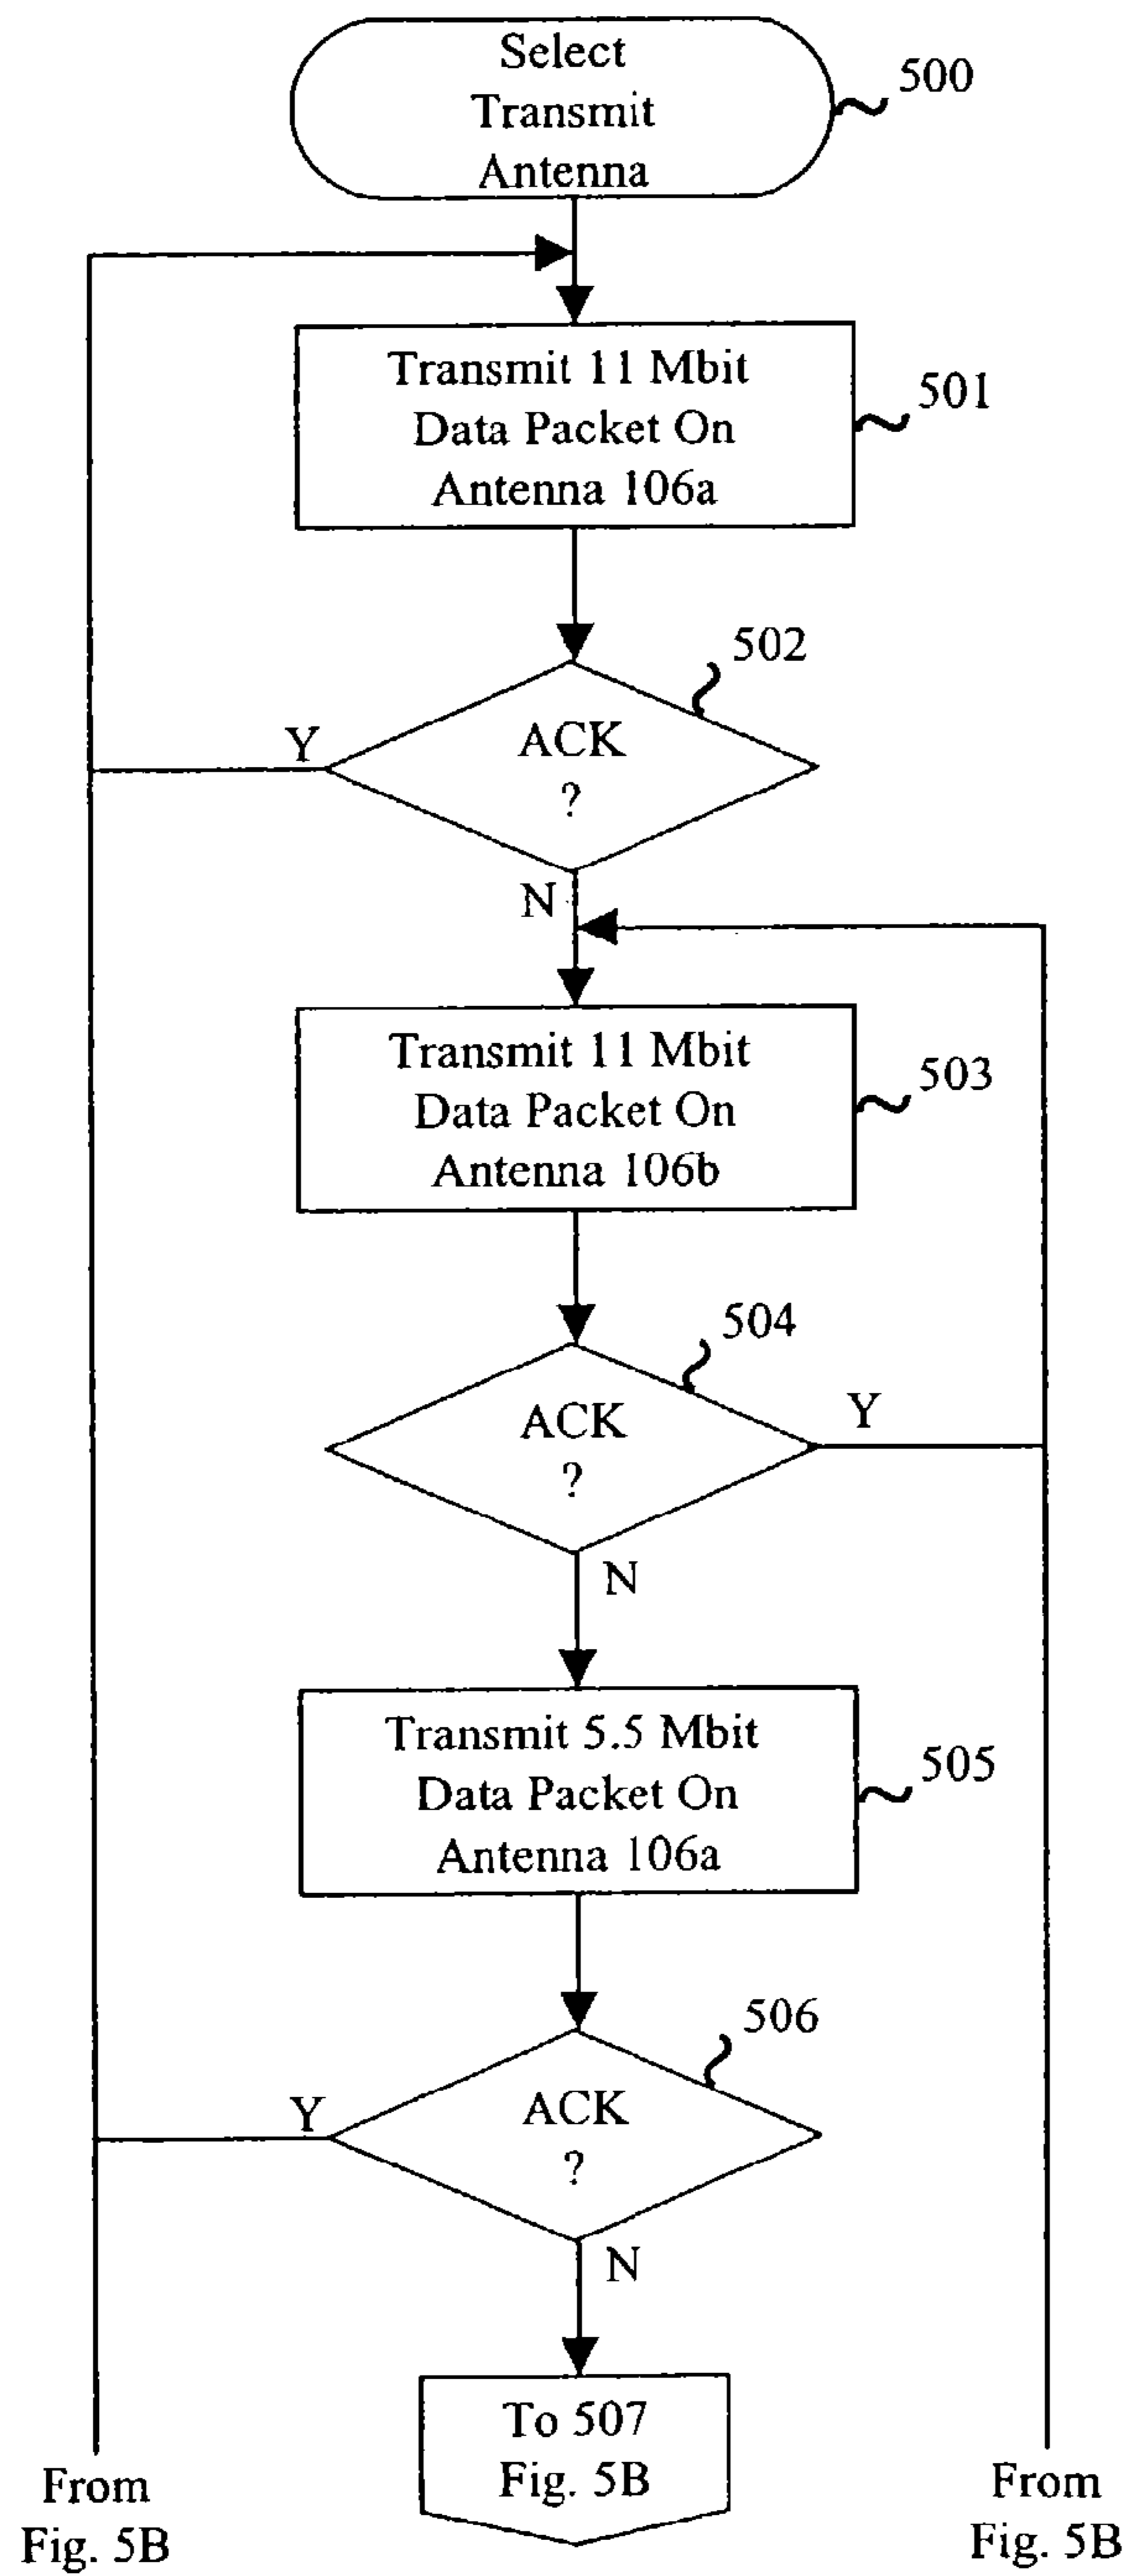 Select
Transmit
Antenna
500
Transmit 11 Mbit
Data Packet On
Antenna 106a
501
502
ACK
?
Y
N
Transmit 11 Mbit
Data Packet On
Antenna 106b
503
504
ACK
?
Y
N
Transmit 5.5 Mbit
Data Packet On
Antenna 106a
505
506
ACK
?
Y
N
To 507
Fig. 5B
From
Fig. 5B
From
Fig. 5B